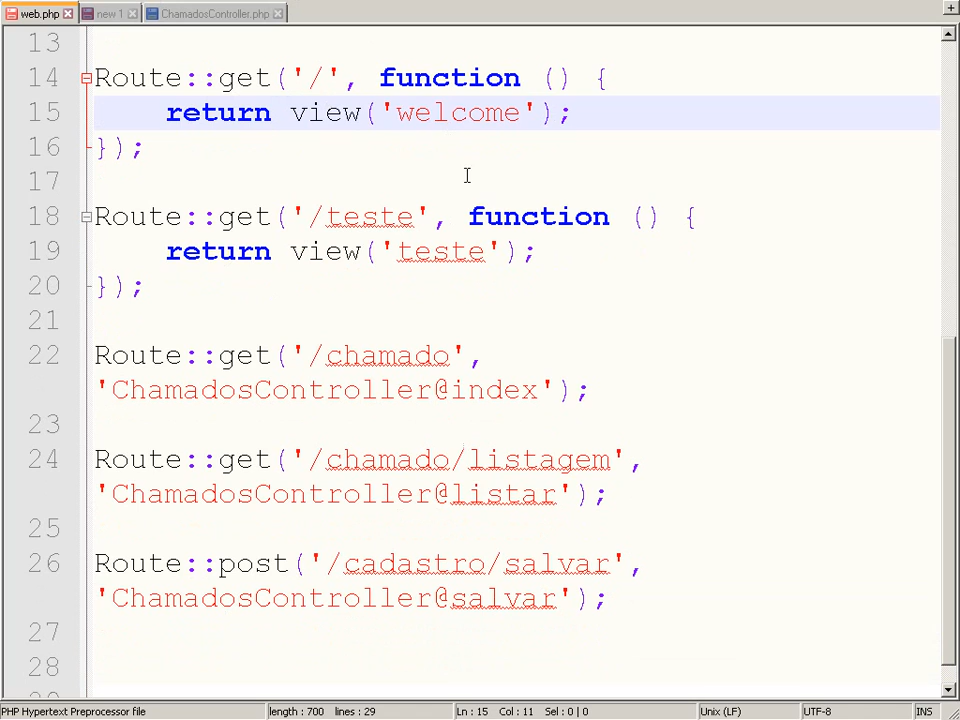 web.php new 1 ChamadosController.php
13
14 Route::get('/', function () {
15 return view('welcome');
16 });
17
18 Route::get('/teste', function () {
19 return view('teste');
20 });
21
22 Route::get('/chamado',
'ChamadosController@index');
23
24 Route::get('/chamado/listagem',
'ChamadosController@listar');
25
26 Route::post('/cadastro/salvar',
'ChamadosController@salvar');
27
28
PHP Hypertext Preprocessor file length : 700 lines : 29 Ln : 15 Col : 11 Sel : 0 | 0 Unix (LF) UTF-8 INS